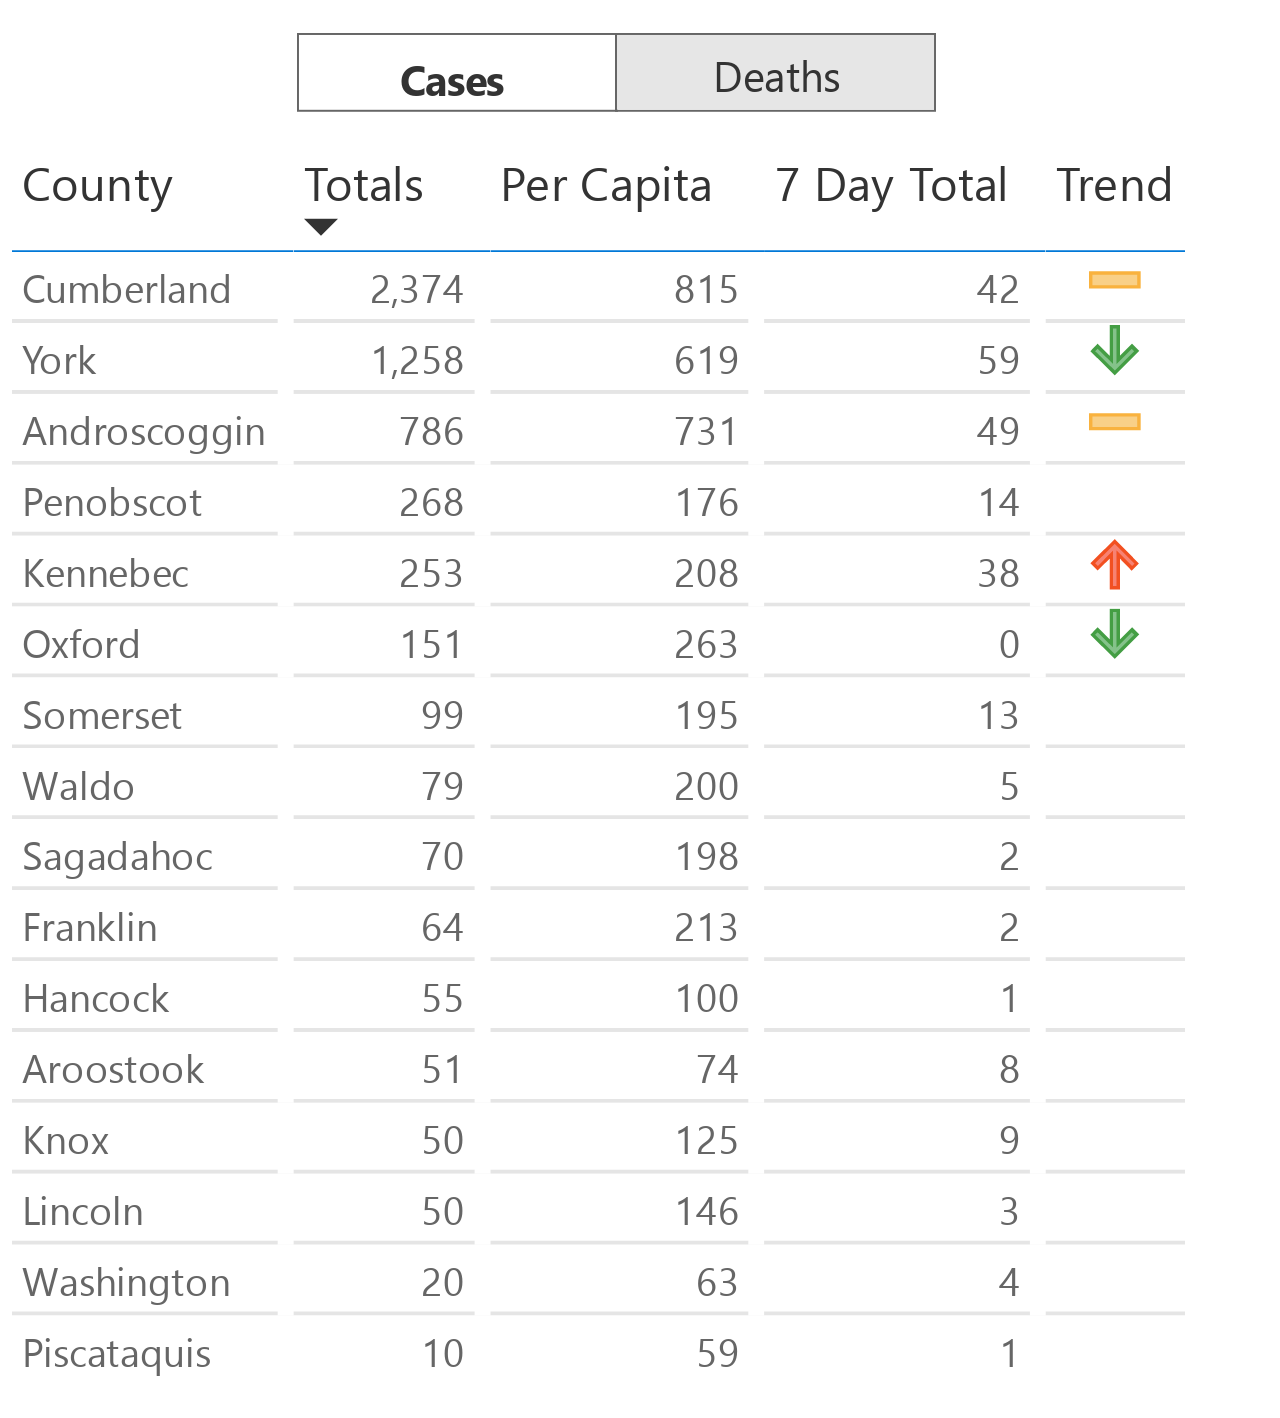 Cases Deaths
County Totals Per Capita 7 Day Total Trend
Cumberland 2,374 815 42
York 1,258 619 59
Androscoggin 786 731 49
Penobscot 268 176 14
Kennebec 253 208 38
Oxford 151 263 0
Somerset 99 195 13
Waldo 79 200 5
Sagadahoc 70 198 2
Franklin 64 213 2
Hancock 55 100 1
Aroostook 51 74 8
Knox 50 125 9
Lincoln 50 146 3
Washington 20 63 4
Piscataquis 10 59 1